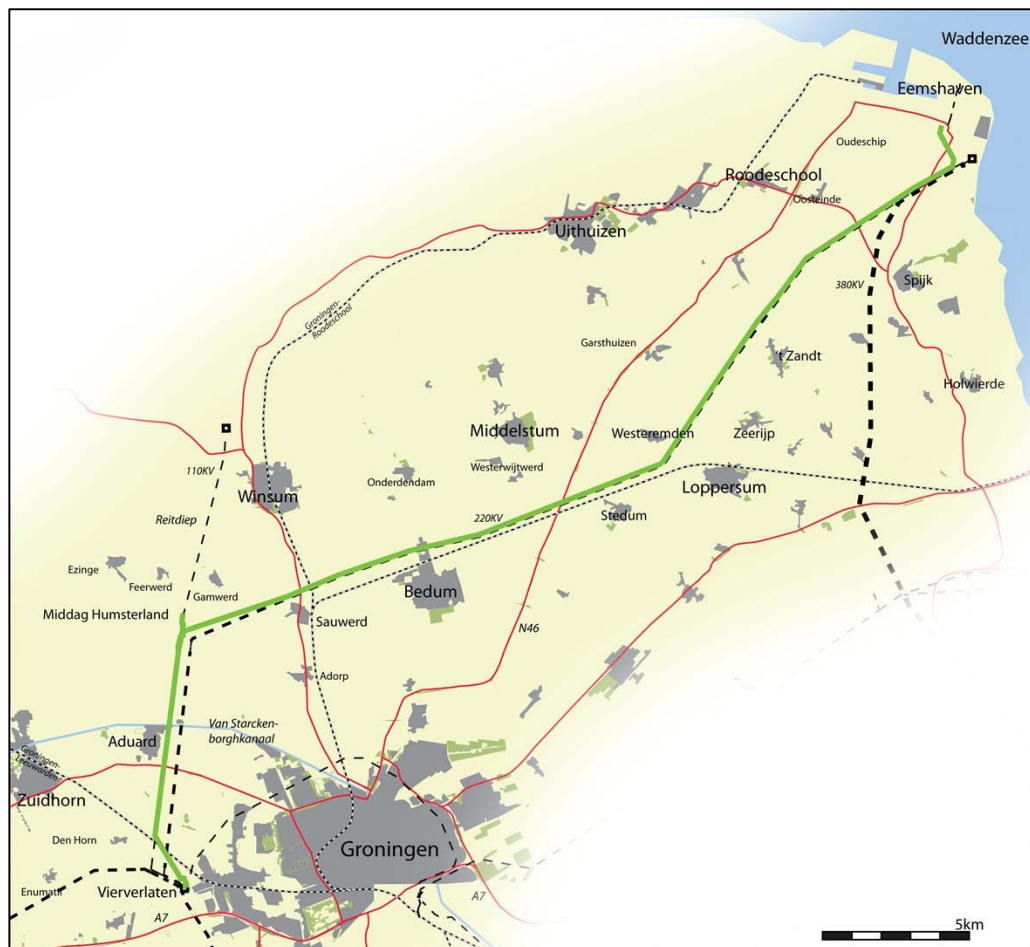 Waddenzee
Eemshaven
Oudeschip
Roodeschool
Oosteinde
Uithuizen
380KV
Spijk
Groningen-
Roodeschool
Garsthuizen
't Zandt
Holwierde
Middelstum
Westeremden
Zeerijp
110KV
Westerwijtwerd
Onderdendam
Winsum
Loppersum
Reitdiep
220KV
Stedum
Ezinge
Feerwerd
Gamwerd
Bedum
Middag Humsterland
Sauwerd
N46
Adorp
Van Starcken-
borghkanaal
Aduard
Groningen-
Leeuwarden
Zuidhorn
Den Horn
Groningen
Enumatil
Vierverlaten
A7
A7
5km